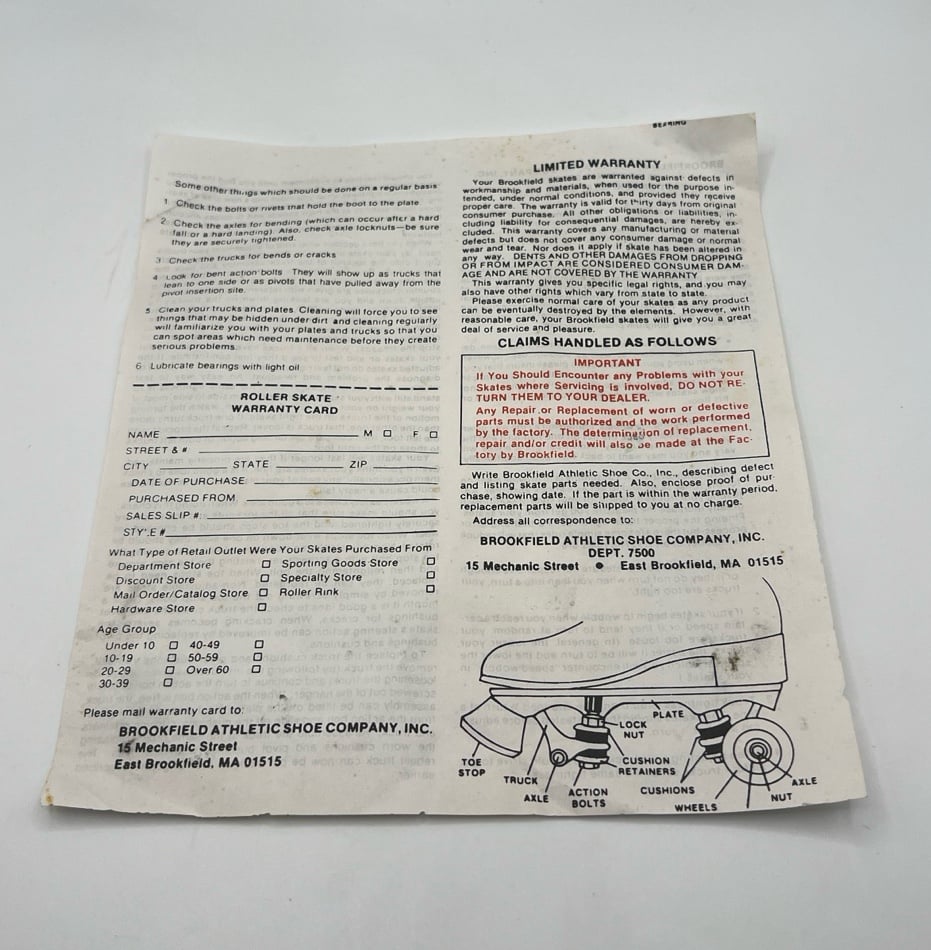 BEARING
Some other things which should be done on a regular basis
1 Check the bolts or rivets that hold the boot to the plate
2 Check the axles for bending (which can occur after a hard
fall or a hard landing). Also, check axle locknuts—be sure
they are securely tightened.
3 Check the trucks for bends or cracks
4 Look for bent action bolts They will show up as trucks that
lean to one side or as pivots that have pulled away from the
pivot insertion site.
5 Clean your trucks and plates. Cleaning will force you to see
things that may be hidden under dirt and cleaning regularly
will familiarize you with your plates and trucks so that you
can spot areas which need maintenance before they create
serious problems
6 Lubricate bearings with light oil
ROLLER SKATE
WARRANTY CARD
NAME M F
STREET & #
CITY STATE ZIP
DATE OF PURCHASE
PURCHASED FROM
SALES SLIP #:
STYLE #
What Type of Retail Outlet Were Your Skates Purchased From
Department Store Sporting Goods Store
Discount Store Specialty Store
Mail Order/Catalog Store Roller Rink
Hardware Store
Age Group
Under 10 40-49
10-19 50-59
20-29 Over 60
30-39
Please mail warranty card to:
BROOKFIELD ATHLETIC SHOE COMPANY, INC.
15 Mechanic Street
East Brookfield, MA 01515
LIMITED WARRANTY
Your Brookfield skates are warranted against defects in
workmanship and materials, when used for the purpose in-
tended, under normal conditions, and provided they receive
proper care. The warranty is valid for thirty days from original
consumer purchase. All other obligations or liabilities, in-
cluding liability for consequential damages, are hereby ex-
cluded. This warranty covers any manufacturing or material
defects but does not cover any consumer damage or normal
wear and tear. Nor does it apply if skate has been altered in
any way. DENTS AND OTHER DAMAGES FROM DROPPING
OR FROM IMPACT ARE CONSIDERED CONSUMER DAM-
AGE AND ARE NOT COVERED BY THE WARRANTY
This warranty gives you specific legal rights, and you may
also have other rights which vary from state to state.
Please exercise normal care of your skates as any product
can be eventually destroyed by the elements. However, with
reasonable care, your Brookfield skates will give you a great
deal of service and pleasure.
CLAIMS HANDLED AS FOLLOWS
IMPORTANT
If You Should Encounter any Problems with your
Skates where Servicing is involved, DO NOT RE-
TURN THEM TO YOUR DEALER.
Any Repair or Replacement of worn or defective
parts must be authorized and the work performed
by the factory. The determination of replacement,
repair and/or credit will also be made at the Fac-
tory by Brookfield.
Write Brookfield Athletic Shoe Co., Inc., describing defect
and listing skate parts needed. Also, enclose proof of pur-
chase, showing date. If the part is within the warranty period,
replacement parts will be shipped to you at no charge.
Address all correspondence to:
BROOKFIELD ATHLETIC SHOE COMPANY, INC.
DEPT. 7500
15 Mechanic Street ● East Brookfield, MA 01515
PLATE
LOCK
NUT
TOE
STOP
TRUCK
AXLE
ACTION
BOLTS
CUSHION
RETAINERS
CUSHIONS
WHEELS
AXLE
NUT